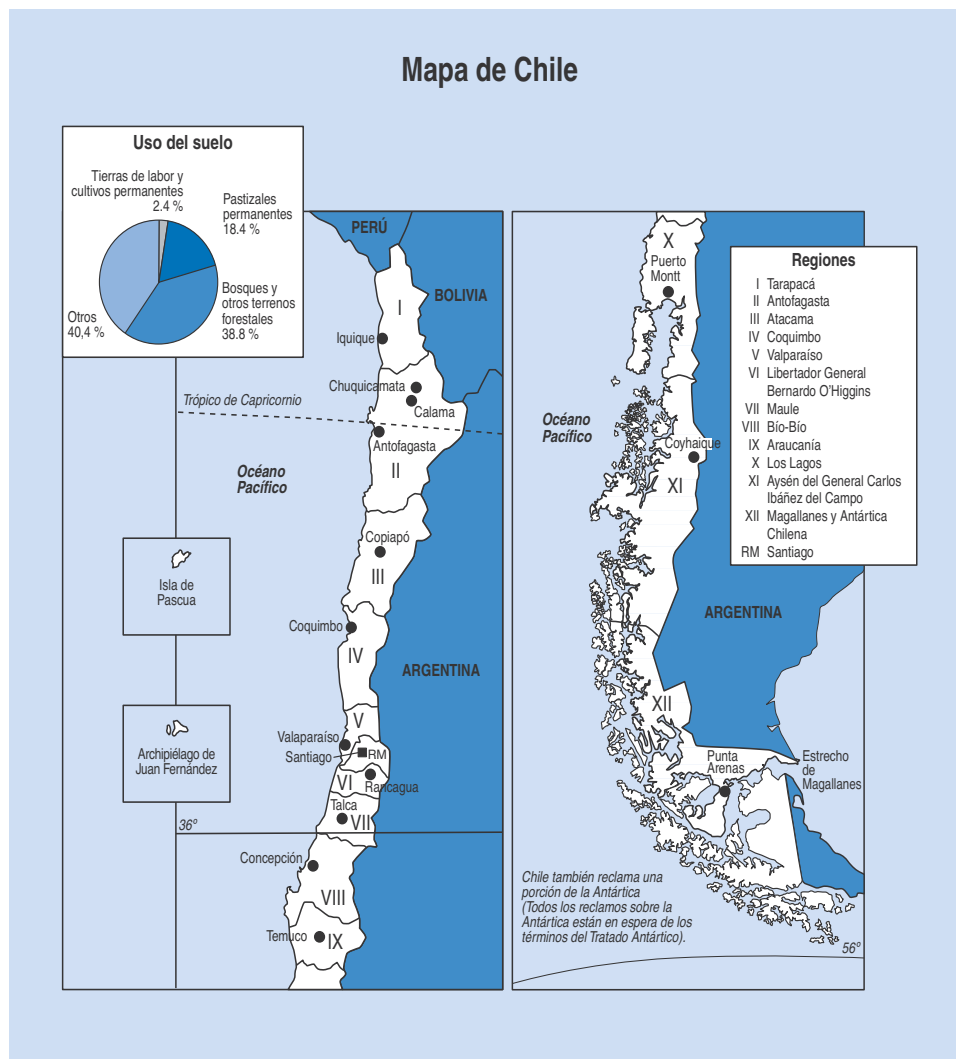 Mapa de Chile
Uso del suelo
Tierras de labor y
cultivos permanentes
2.4 %
Pastizales
permanentes
18.4 %
Bosques y
otros terrenos
forestales
38.8 %
Otros
40,4 %
PERÚ
BOLIVIA
I
Iquique
Chuquicamata
Calama
Trópico de Capricornio
Antofagasta
II
Océano
Pacífico
Copiapó
III
Isla de
Pascua
Coquimbo
IV
ARGENTINA
V
Valaparaíso
Santiago
RM
Archipiélago de
Juan Fernández
VI
Rancagua
Talca
VII
36º
Concepción
VIII
Temuco
IX
X
Puerto
Montt
Océano
Pacífico
Coyhaique
XI
ARGENTINA
XII
Punta
Arenas
Estrecho
de
Magallanes
Regiones
I Tarapacá
II Antofagasta
III Atacama
IV Coquimbo
V Valparaíso
VI Libertador General
Bernardo O’Higgins
VII Maule
VIII Bío-Bío
IX Araucanía
X Los Lagos
XI Aysén del General Carlos
Ibáñez del Campo
XII Magallanes y Antártica
Chilena
RM Santiago
Chile también reclama una
porción de la Antártica
(Todos los reclamos sobre la
Antártica están en espera de los
términos del Tratado Antártico).
56º